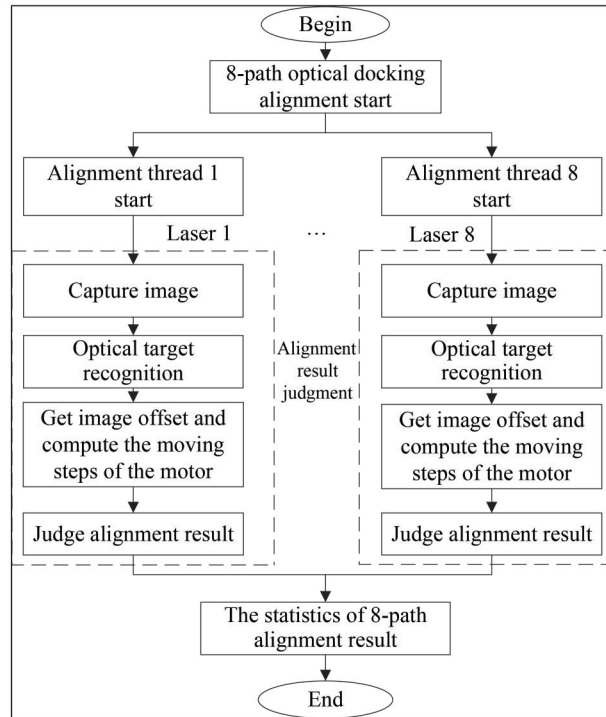 Begin
8-path optical docking
alignment start
Alignment thread 1
start
Alignment thread 8
start
Laser 1
…
Laser 8
Capture image
Optical target
recognition
Get image offset and
compute the moving
steps of the motor
Judge alignment result
Alignment
result
judgment
Capture image
Optical target
recognition
Get image offset and
compute the moving
steps of the motor
Judge alignment result
The statistics of 8-path
alignment result
End